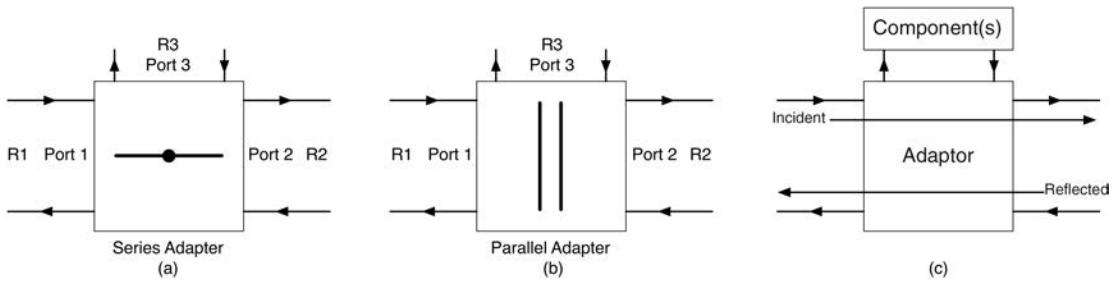 R3
Port 3
R1 Port 1
Port 2 R2
Series Adapter
(a)
R3
Port 3
R1 Port 1
Port 2 R2
Parallel Adapter
(b)
Component(s)
Incident
Adaptor
Reflected
(c)